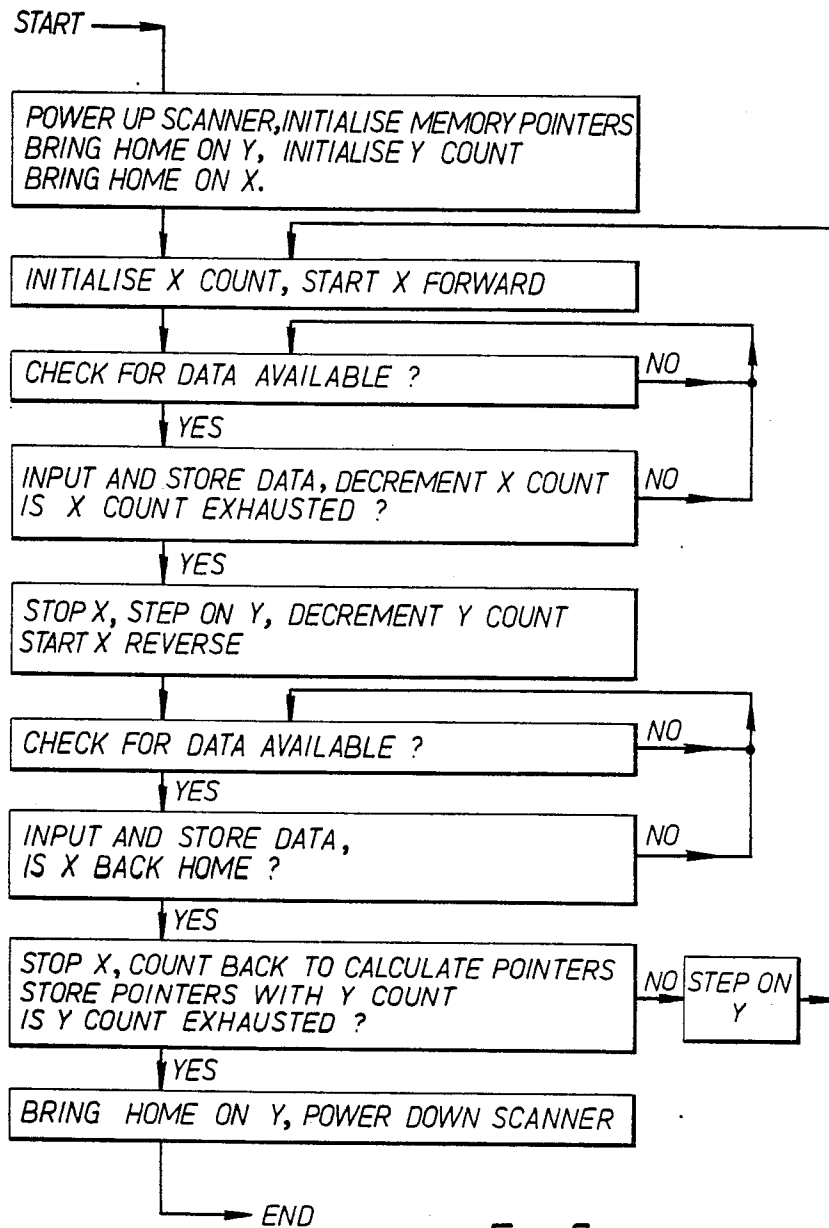 START
POWER UP SCANNER, INITIALISE MEMORY POINTERS
BRING HOME ON Y, INITIALISE Y COUNT
BRING HOME ON X.
INITIALISE X COUNT, START X FORWARD
CHECK FOR DATA AVAILABLE ?
NO
YES
INPUT AND STORE DATA, DECREMENT X COUNT
IS X COUNT EXHAUSTED ?
NO
YES
STOP X, STEP ON Y, DECREMENT Y COUNT
START X REVERSE
CHECK FOR DATA AVAILABLE ?
NO
YES
INPUT AND STORE DATA,
IS X BACK HOME ?
NO
YES
STOP X, COUNT BACK TO CALCULATE POINTERS
STORE POINTERS WITH Y COUNT
IS Y COUNT EXHAUSTED ?
NO
STEP ON
Y
YES
BRING HOME ON Y, POWER DOWN SCANNER
END